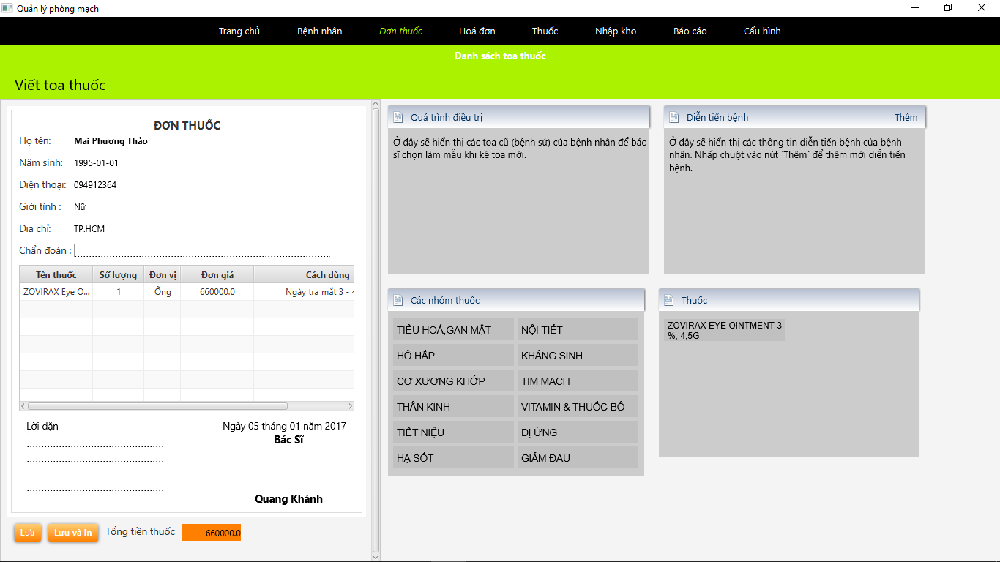 Quản lý phòng mạch
Trang chủ Bệnh nhân Đơn thuốc Hoá đơn Thuốc Nhập kho Báo cáo Cấu hình
Danh sách toa thuốc
Viết toa thuốc
ĐƠN THUỐC
Họ tên: Mai Phương Thảo
Năm sinh: 1995-01-01
Điện thoại: 094912364
Giới tính : Nữ
Địa chỉ: TP.HCM
Chẩn đoán :
Tên thuốc Số lượng Đơn vị Đơn giá Cách dùng
ZOVIRAX Eye O... 1 Ống 660000.0 Ngày tra mắt 3 - 4
Lời dặn Ngày 05 tháng 01 năm 2017
Bác Sĩ
Quang Khánh
Lưu Lưu và in Tổng tiền thuốc 660000.0
Quá trình điều trị
Ở đây sẽ hiển thị các toa cũ (bệnh sử) của bệnh nhân để bác
sĩ chọn làm mẫu khi kê toa mới.
Diễn tiến bệnh Thêm
Ở đây sẽ hiển thị các thông tin diễn tiến bệnh của bệnh
nhân. Nhấp chuột vào nút `Thêm` để thêm mới diễn tiến
bệnh.
Các nhóm thuốc
TIÊU HOÁ,GAN MẬT NỘI TIẾT
HÔ HẤP KHÁNG SINH
CƠ XƯƠNG KHỚP TIM MẠCH
THẦN KINH VITAMIN & THUỐC BỔ
TIẾT NIỆU DỊ ỨNG
HẠ SỐT GIẢM ĐAU
Thuốc
ZOVIRAX EYE OINTMENT 3
%; 4,5G